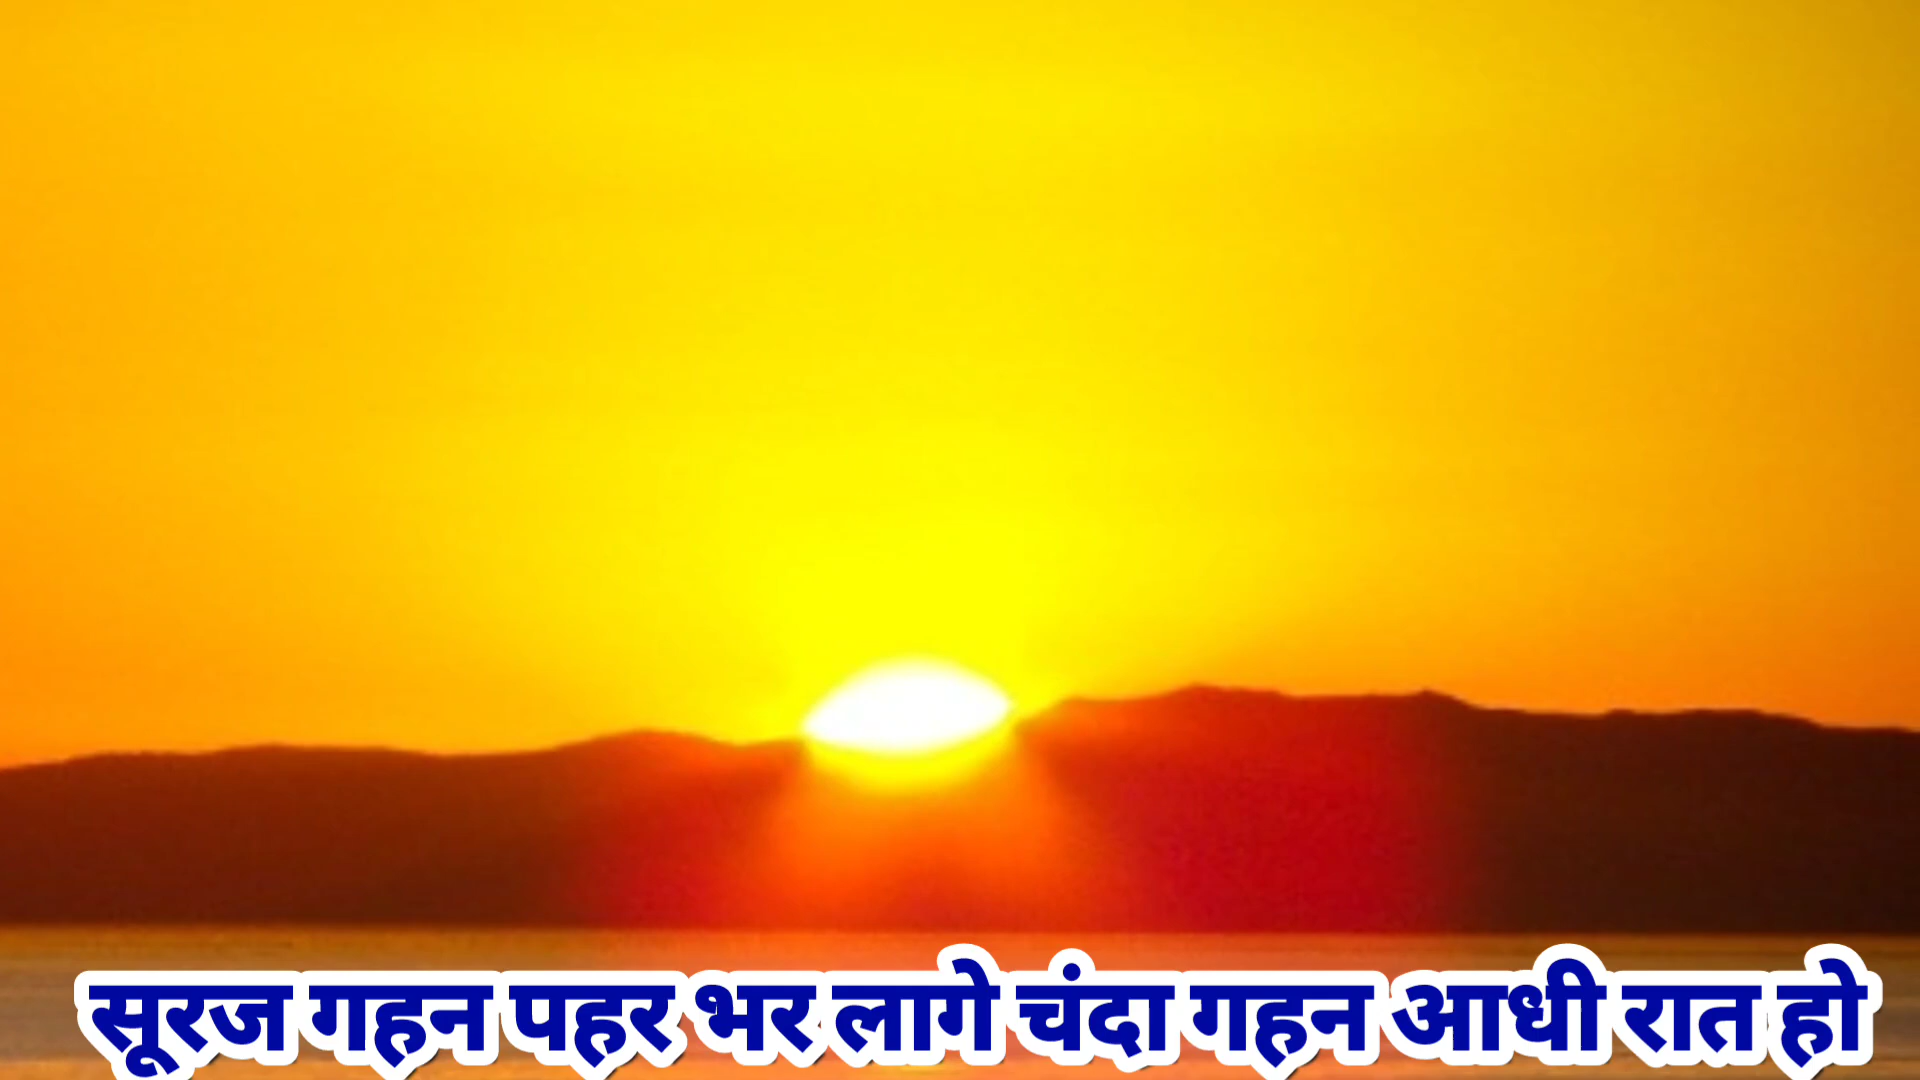 सूरज गहन पहर भर लागे चंदा गहन आधी रात हो